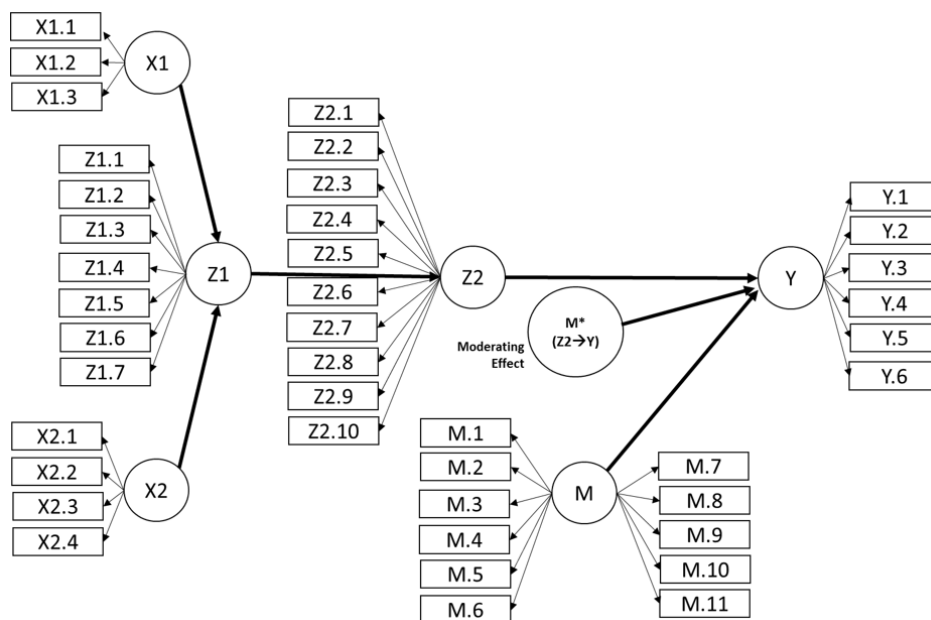 X1.1
X1.2
X1.3
X1
Z1.1
Z1.2
Z1.3
Z1.4
Z1.5
Z1.6
Z1.7
Z1
X2.1
X2.2
X2.3
X2.4
X2
Z2.1
Z2.2
Z2.3
Z2.4
Z2.5
Z2.6
Z2.7
Z2.8
Z2.9
Z2.10
Z2
Moderating
Effect
M*
(Z2→Y)
M.1
M.2
M.3
M.4
M.5
M.6
M
M.7
M.8
M.9
M.10
M.11
Y
Y.1
Y.2
Y.3
Y.4
Y.5
Y.6